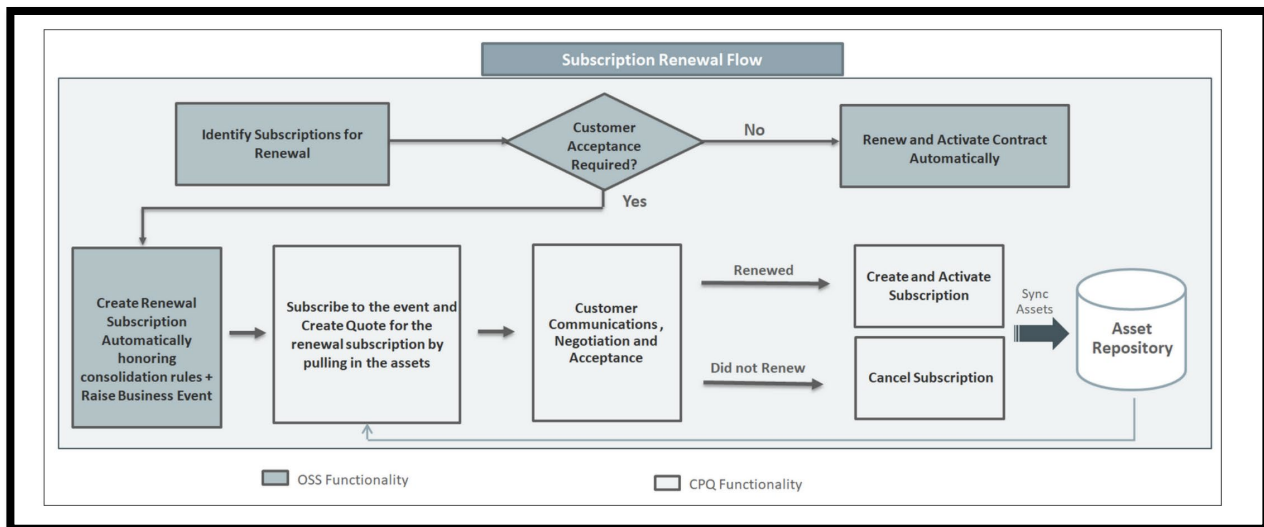 Subscription Renewal Flow
Identify Subscriptions for
Renewal
Customer
Acceptance
Required?
No
Renew and Activate Contract
Automatically
Yes
Create Renewal
Subscription
Automatically
honoring
consolidation rules +
Raise Business Event
Subscribe to the event and
Create Quote for the
renewal subscription by
pulling in the assets
Customer
Communications ,
Negotiation and
Acceptance
Renewed
Did not Renew
Create and Activate
Subscription
Cancel Subscription
Sync
Assets
Asset
Repository
OSS Functionality
CPQ Functionality